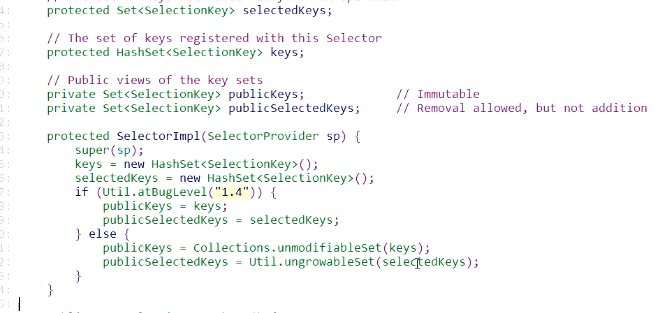 protected Set<SelectionKey> selectedKeys;
// The set of keys registered with this Selector
protected HashSet<SelectionKey> keys;
// Public views of the key sets
private Set<SelectionKey> publicKeys;             // Immutable
private Set<SelectionKey> publicSelectedKeys;     // Removal allowed, but not addition
protected SelectorImpl(SelectorProvider sp) {
super(sp);
keys = new HashSet<SelectionKey>();
selectedKeys = new HashSet<SelectionKey>();
if (Util.atBugLevel("1.4")) {
publicKeys = keys;
publicSelectedKeys = selectedKeys;
} else {
publicKeys = Collections.unmodifiableSet(keys);
publicSelectedKeys = Util.ungrowableSet(selectedKeys);
}
}